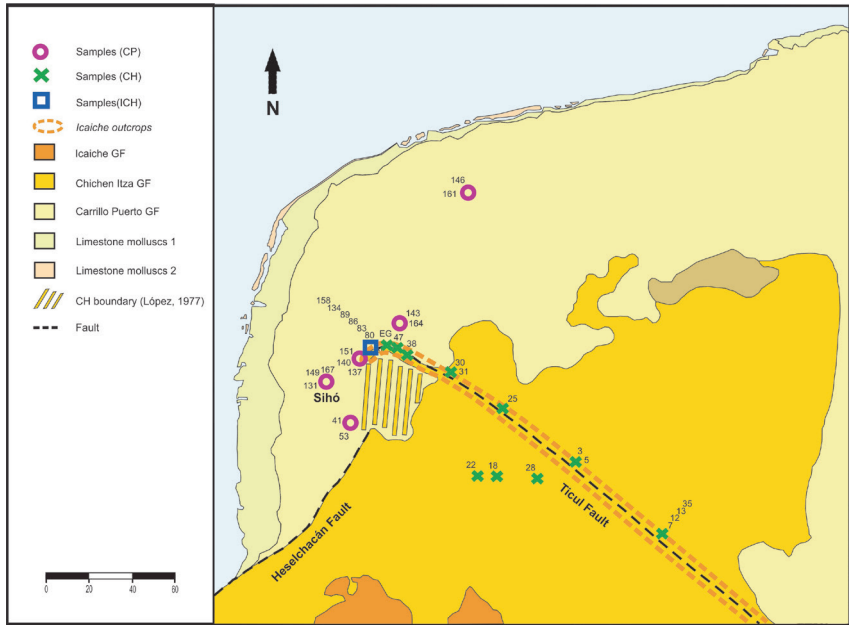 Samples (CP)
Samples (CH)
Samples(ICH)
Icaiche outcrops
Icaiche GF
Chichen Itza GF
Carrillo Puerto GF
Limestone molluscs 1
Limestone molluscs 2
CH boundary (López, 1977)
Fault
0 20 40 60
N
146
161
158
134
89
86
83
80
EG
47
38
143
164
151
140
137
149 167
131
Sihó
41
53
30
31
25
3
5
22 18 28
35
13
12
7
Ticul Fault
Heselchacán Fault